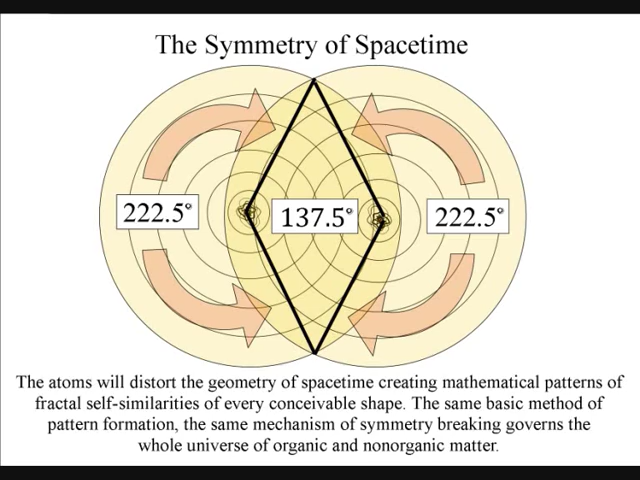 The Symmetry of Spacetime
222.5°
137.5°
222.5°
The atoms will distort the geometry of spacetime creating mathematical patterns of
fractal self-similarities of every conceivable shape. The same basic method of
pattern formation, the same mechanism of symmetry breaking governs the
whole universe of organic and nonorganic matter.